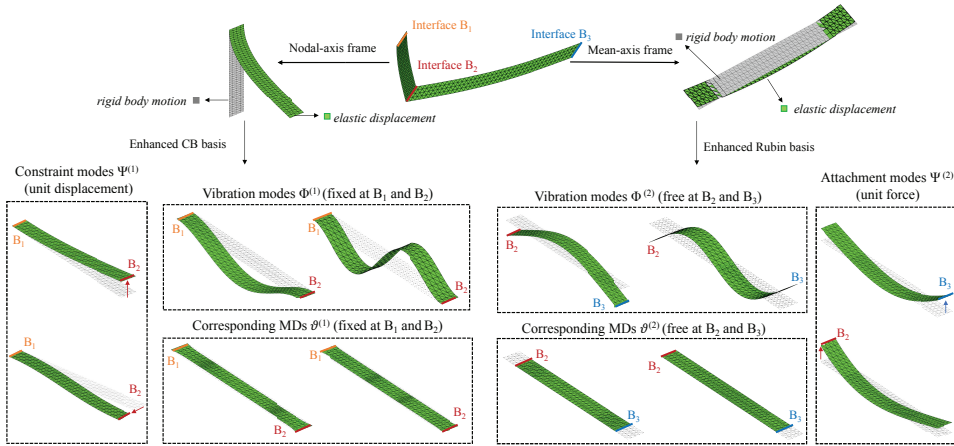 Interface B₁
Interface B₃
Nodal-axis frame
Mean-axis frame
rigid body motion
Interface B₂
rigid body motion
elastic displacement
elastic displacement
Enhanced CB basis
Enhanced Rubin basis
Constraint modes Ψ⁽¹⁾
(unit displacement)
Vibration modes Φ⁽¹⁾ (fixed at B₁ and B₂)
Vibration modes Φ⁽²⁾ (free at B₂ and B₃)
Attachment modes Ψ⁽²⁾
(unit force)
B₁
B₂
B₁
B₂
B₁
B₂
B₂
B₃
B₂
B₃
B₃
Corresponding MDs ϑ⁽¹⁾ (fixed at B₁ and B₂)
Corresponding MDs ϑ⁽²⁾ (free at B₂ and B₃)
B₁
B₂
B₁
B₂
B₁
B₂
B₂
B₃
B₂
B₃
B₂